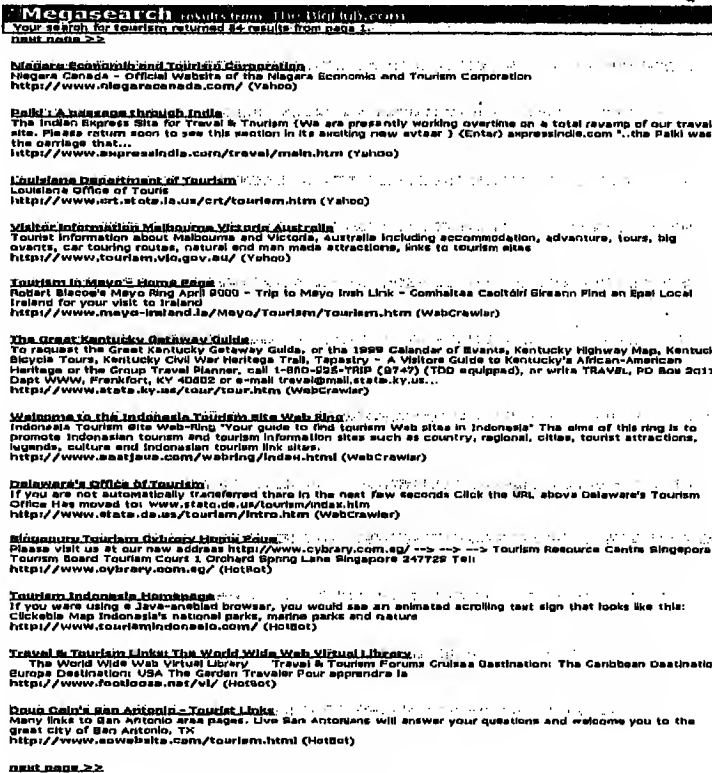 Megasearch results from The BigHub.com
Your search for tourism returned 84 results from page 1.
next page >>
Niagara Economic and Tourism Corporation
Niagara Canada - Official Website of the Niagara Economic and Tourism Corporation
http://www.niagaracanada.com/ (Yahoo)
Palki : A passage through India
The Indian Express Site for Travel & Tourism (We are presently working overtime on a total revamp of our travel
site. Please return soon to see this section in its exciting new avtaar } (Enter) expressindia.com "..the Palki was
the carriage that...
http://www.expressindia.com/travel/main.htm (Yahoo)
Louisiana Department of Tourism
Louisiana Office of Touris
http://www.crt.state.la.us/crt/tourism.htm (Yahoo)
Visitor Information Melbourne Victoria Australia
Tourist information about Melbourne and Victoria, Australia including accommodation, adventure, tours, big
events, car touring routes, natural and man made attractions, links to tourism sites
http://www.tourism.vic.gov.au/ (Yahoo)
Tourism in Mayo - Home Page
Robert Blacoe's Mayo Ring April 2000 - Trip to Mayo Irish Link - Comhaltas Ceoltóirí Éireann Find an Epal Local
Ireland for your visit to Ireland
http://www.mayo-ireland.ie/Mayo/Tourism/Tourism.htm (WebCrawler)
The Great Kentucky Getaway Guide
To request the Great Kentucky Getaway Guide, or the 1999 Calendar of Events, Kentucky Highway Map, Kentuck
Bicycle Tours, Kentucky Civil War Heritage Trail, Tapestry - A Visitors Guide to Kentucky's African-American
Heritage or the Group Travel Planner, call 1-800-225-TRIP (8747) (TDD equipped), or write TRAVEL, PO Box 2011
Dept WWW, Frankfort, KY 40602 or e-mail travel@mail.state.ky.us...
http://www.state.ky.us/tour/tour.htm (WebCrawler)
Welcome to the Indonesia Tourism Site Web Ring
Indonesia Tourism Site Web-Ring "Your guide to find tourism Web sites in Indonesia" The aims of this ring is to
promote Indonesian tourism and tourism information sites such as country, regional, cities, tourist attractions,
legends, culture and Indonesian tourism link sites.
http://www.eastjava.com/webring/index.html (WebCrawler)
Delaware's Office of Tourism
If you are not automatically transferred there in the next few seconds Click the URL above Delaware's Tourism
Office Has moved to: www.state.de.us/tourism/index.htm
http://www.state.de.us/tourism/intro.htm (WebCrawler)
Singapore Tourism Cybrary Home Page
Please visit us at our new address http://www.cybrary.com.sg/ --> --> --> Tourism Resource Centre Singapore
Tourism Board Tourism Court 1 Orchard Spring Lane Singapore 247729 Tel:
http://www.cybrary.com.sg/ (HotBot)
Tourism Indonesia Homepage
If you were using a Java-enabled browser, you would see an animated scrolling text sign that looks like this:
Clickable Map Indonesia's national parks, marine parks and nature
http://www.tourismindonesia.com/ (HotBot)
Travel & Tourism Links: The World Wide Web Virtual Library
The World Wide Web Virtual Library Travel & Tourism Forums Cruises Destination: The Caribbean Destinatio
Europe Destination: USA The Garden Traveler Pour apprendre la
http://www.footloose.net/vl/ (HotBot)
Doug Cain's San Antonio - Tourist Links
Many links to San Antonio area pages. Live San Antonians will answer your questions and welcome you to the
great city of San Antonio, TX
http://www.eowebsite.com/tourism.html (HotBot)
next page >>